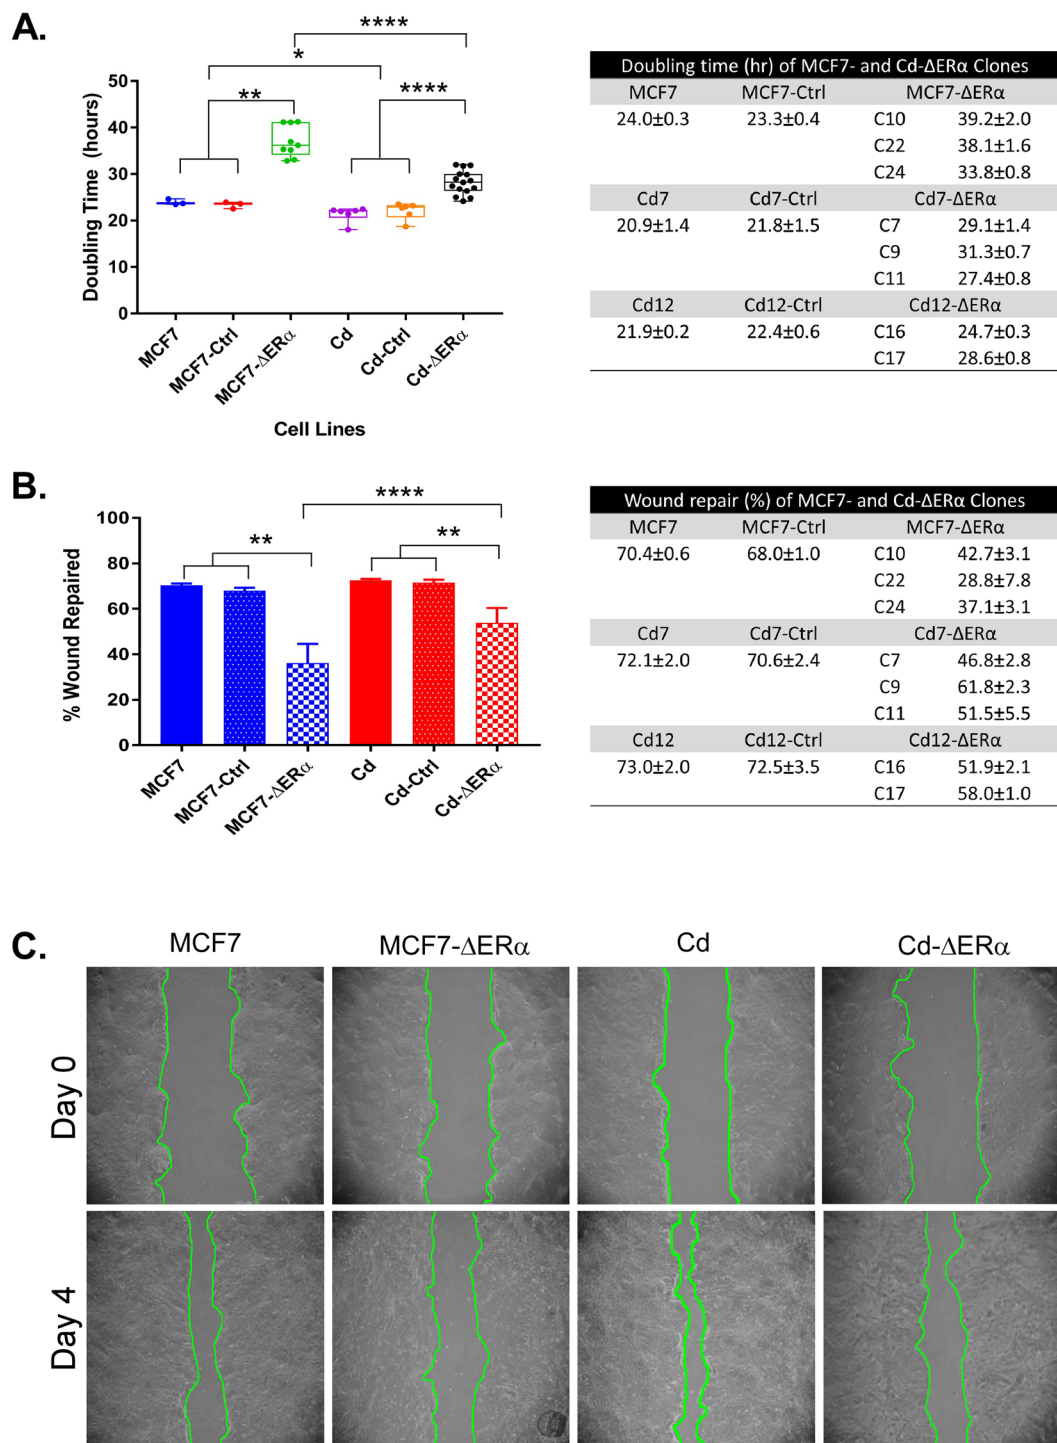 A.
****
*
**
****
50
40
30
20
10
0
Doubling Time (hours)
MCF7
MCF7-Ctrl
MCF7-ΔERα
Cd
Cd-Ctrl
Cd-ΔERα
Cell Lines
Doubling time (hr) of MCF7- and Cd-ΔERα Clones
MCF7 MCF7-Ctrl MCF7-ΔERα
24.0±0.3 23.3±0.4 C10 39.2±2.0
C22 38.1±1.6
C24 33.8±0.8
Cd7 Cd7-Ctrl Cd7-ΔERα
20.9±1.4 21.8±1.5 C7 29.1±1.4
C9 31.3±0.7
C11 27.4±0.8
Cd12 Cd12-Ctrl Cd12-ΔERα
21.9±0.2 22.4±0.6 C16 24.7±0.3
C17 28.6±0.8
B.
****
**
**
100
80
60
40
20
0
% Wound Repaired
MCF7
MCF7-Ctrl
MCF7-ΔERα
Cd
Cd-Ctrl
Cd-ΔERα
Wound repair (%) of MCF7- and Cd-ΔERα Clones
MCF7 MCF7-Ctrl MCF7-ΔERα
70.4±0.6 68.0±1.0 C10 42.7±3.1
C22 28.8±7.8
C24 37.1±3.1
Cd7 Cd7-Ctrl Cd7-ΔERα
72.1±2.0 70.6±2.4 C7 46.8±2.8
C9 61.8±2.3
C11 51.5±5.5
Cd12 Cd12-Ctrl Cd12-ΔERα
73.0±2.0 72.5±3.5 C16 51.9±2.1
C17 58.0±1.0
C.
MCF7 MCF7-ΔERα Cd Cd-ΔERα
Day 0
Day 4